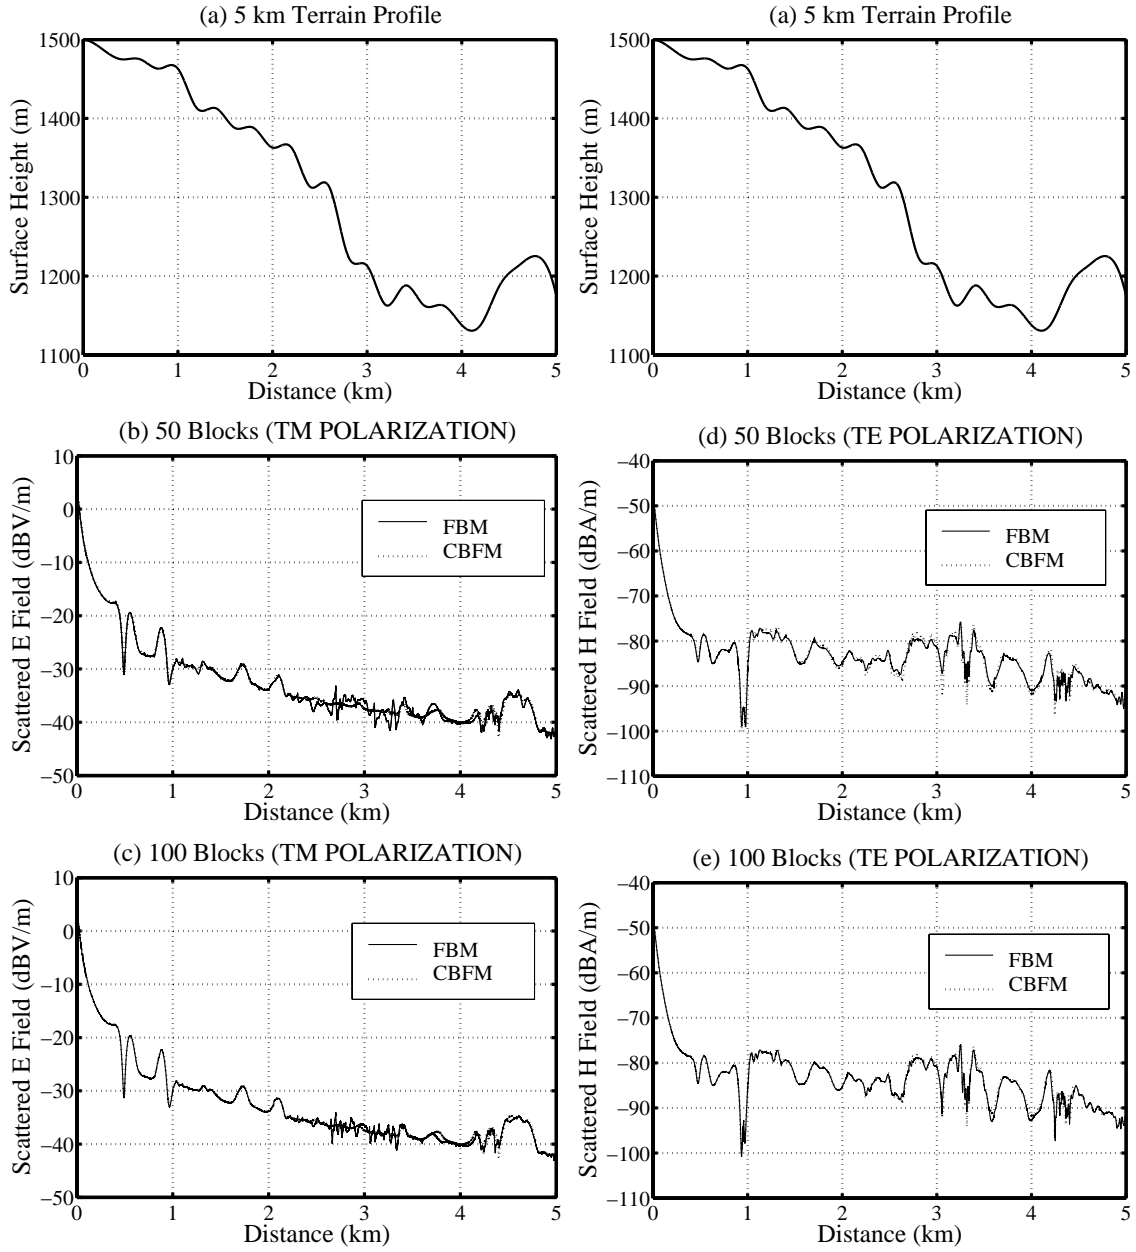 (a) 5 km Terrain Profile
1500
1400
1300
1200
1100
Surface Height (m)
0 1 2 3 4 5
Distance (km)
(a) 5 km Terrain Profile
1500
1400
1300
1200
1100
Surface Height (m)
0 1 2 3 4 5
Distance (km)
(b) 50 Blocks (TM POLARIZATION)
10
0
−10
−20
−30
−40
−50
Scattered E Field (dBV/m)
FBM
CBFM
0 1 2 3 4 5
Distance (km)
(d) 50 Blocks (TE POLARIZATION)
−40
−50
−60
−70
−80
−90
−100
−110
Scattered H Field (dBA/m)
FBM
CBFM
0 1 2 3 4 5
Distance (km)
(c) 100 Blocks (TM POLARIZATION)
10
0
−10
−20
−30
−40
−50
Scattered E Field (dBV/m)
FBM
CBFM
0 1 2 3 4 5
Distance (km)
(e) 100 Blocks (TE POLARIZATION)
−40
−50
−60
−70
−80
−90
−100
−110
Scattered H Field (dBA/m)
FBM
CBFM
0 1 2 3 4 5
Distance (km)